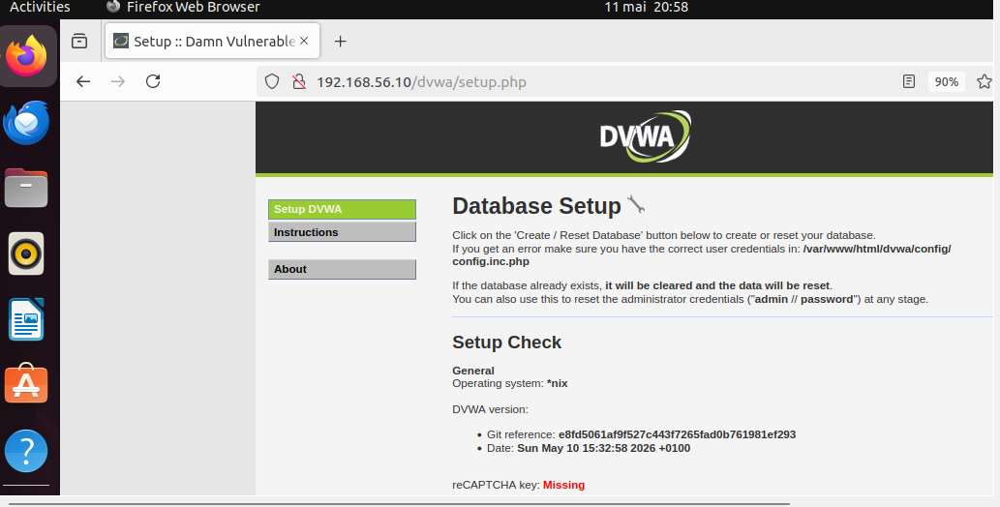 Activities
Firefox Web Browser
11 mai 20:58
Setup :: Damn Vulnerable
192.168.56.10/dvwa/setup.php
90%
DVWA
Setup DVWA
Instructions
About
Database Setup
Click on the 'Create / Reset Database' button below to create or reset your database.
If you get an error make sure you have the correct user credentials in: /var/www/html/dvwa/config/
config.inc.php
If the database already exists, it will be cleared and the data will be reset.
You can also use this to reset the administrator credentials ("admin // password") at any stage.
Setup Check
General
Operating system: *nix
DVWA version:
Git reference: e8fd5061af9f527c443f7265fad0b761981ef293
Date: Sun May 10 15:32:58 2026 +0100
reCAPTCHA key: Missing